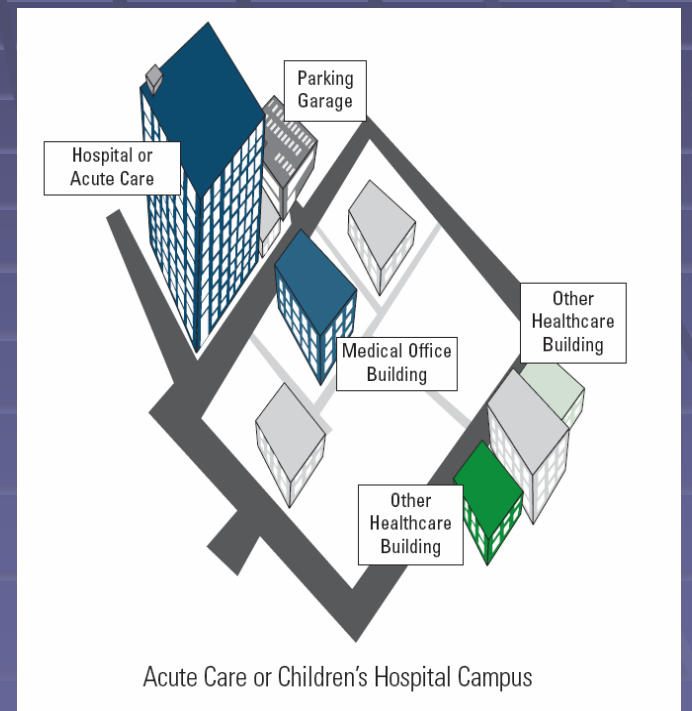 Parking
Garage
Hospital or
Acute Care
Other
Healthcare
Building
Medical Office
Building
Other
Healthcare
Building
Acute Care or Children's Hospital Campus